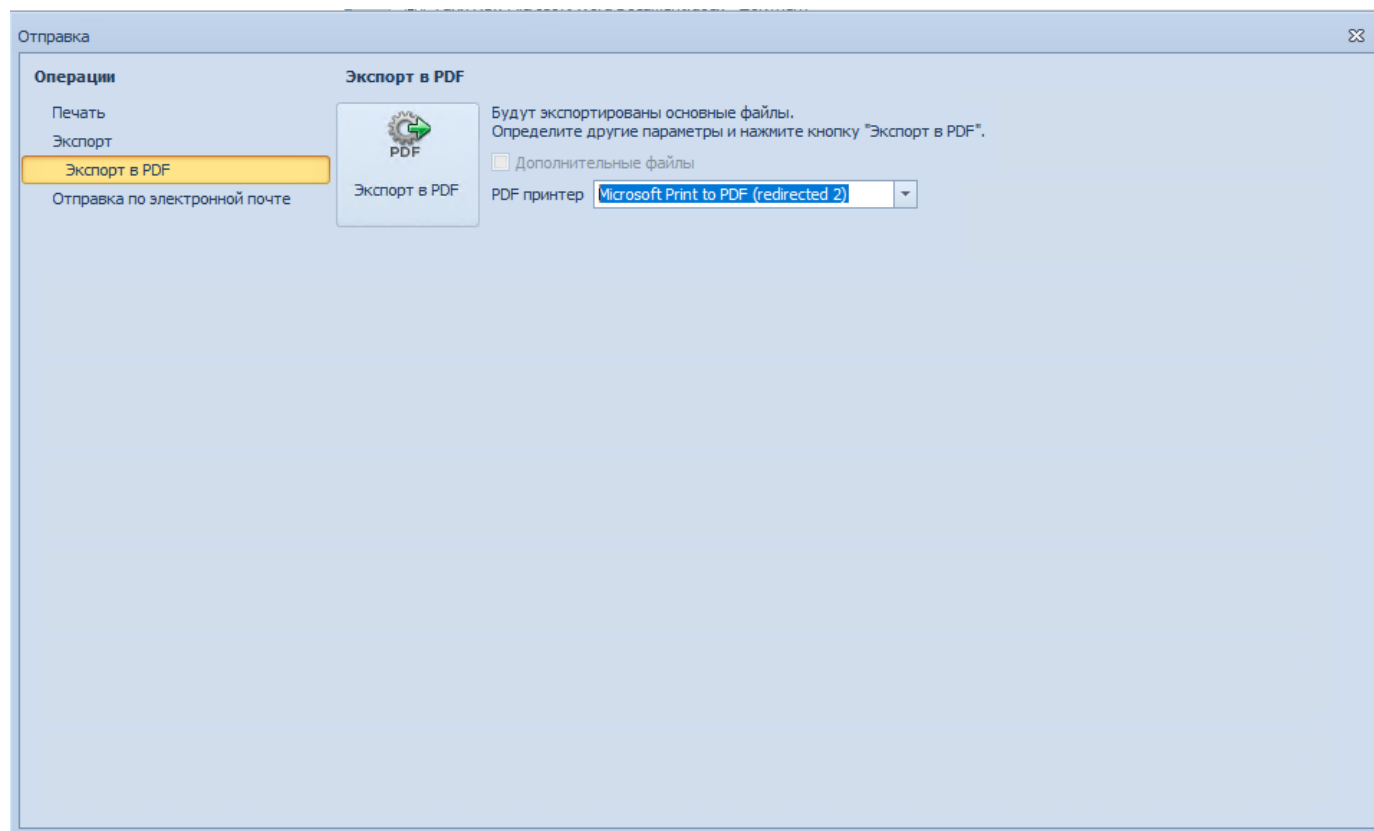 Отправка
Операции
Печать
Экспорт
Экспорт в PDF
Отправка по электронной почте
Экспорт в PDF
PDF
Экспорт в PDF
Будут экспортированы основные файлы.
Определите другие параметры и нажмите кнопку "Экспорт в PDF".
Дополнительные файлы
PDF принтер Microsoft Print to PDF (redirected 2)